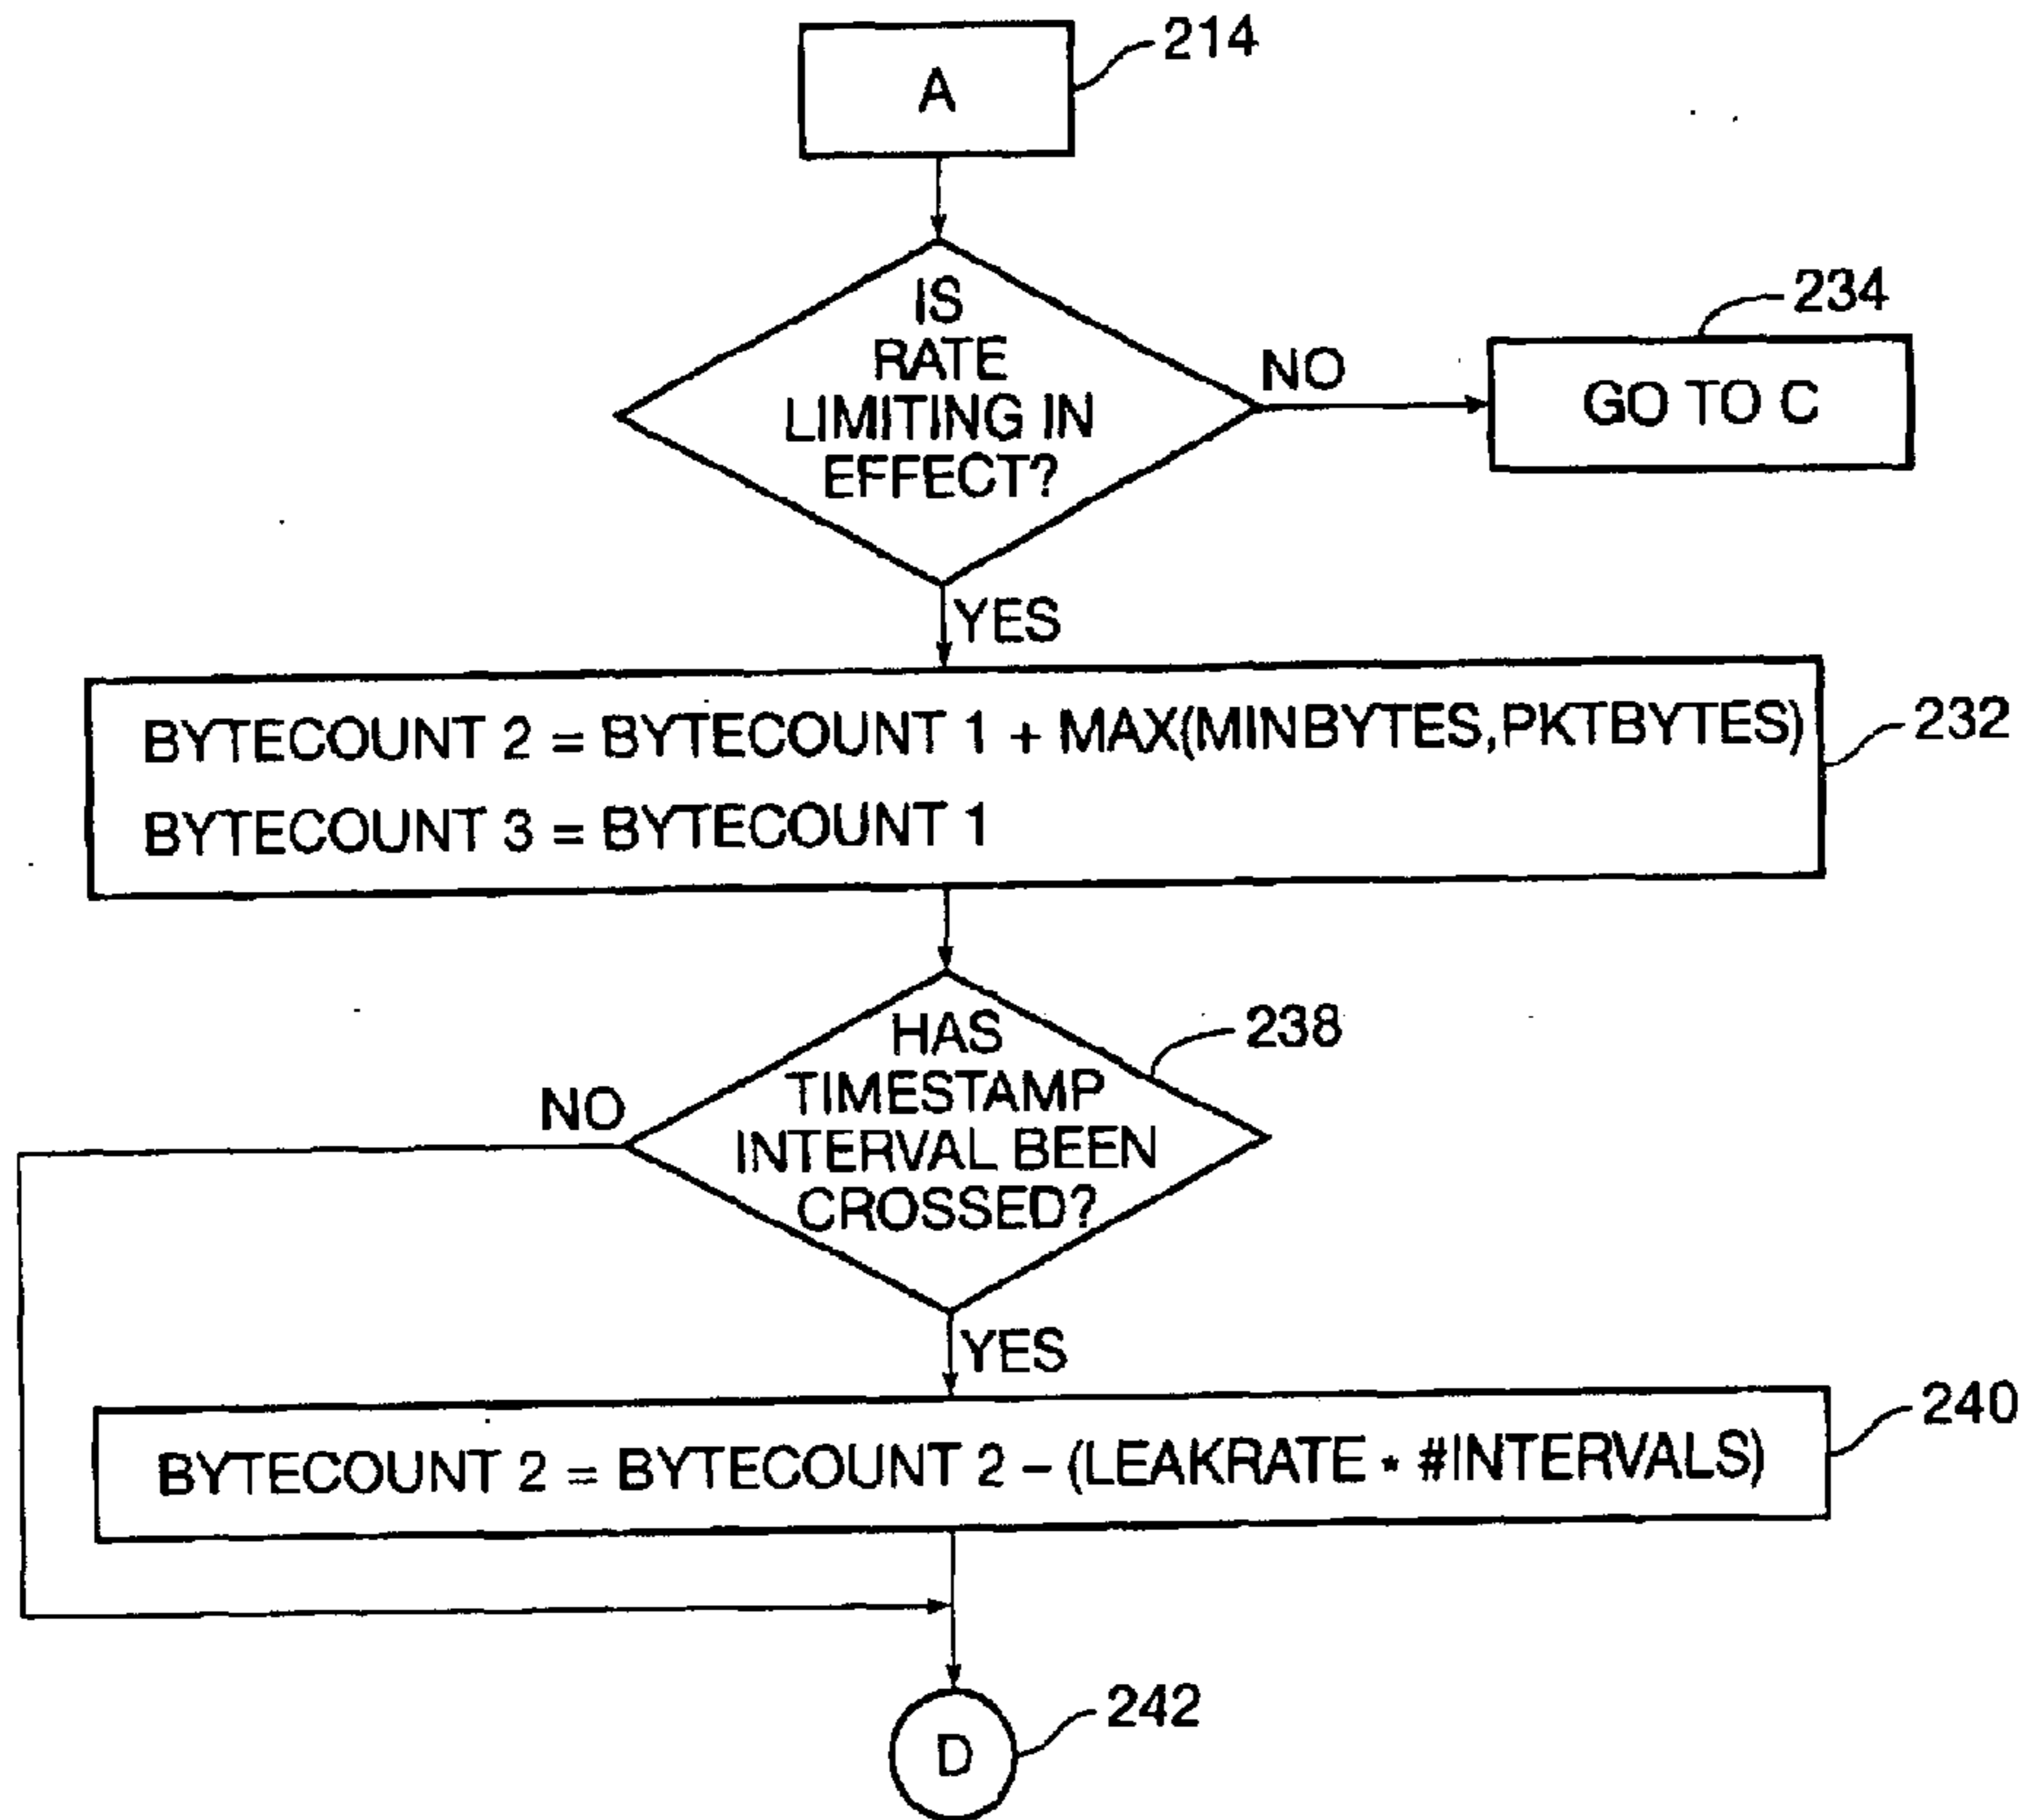 A
214
IS
RATE
LIMITING IN
EFFECT?
NO
234
GO TO C
YES
BYTECOUNT 2 = BYTECOUNT 1 + MAX(MINBYTES,PKTBYTES)
BYTECOUNT 3 = BYTECOUNT 1
232
HAS
TIMESTAMP
INTERVAL BEEN
CROSSED?
238
NO
YES
BYTECOUNT 2 = BYTECOUNT 2 – (LEAKRATE * #INTERVALS)
240
D
242